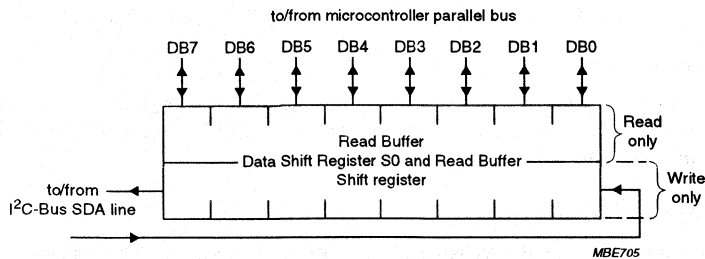 to/from microcontroller parallel bus
DB7 DB6 DB5 DB4 DB3 DB2 DB1 DB0
Read Buffer
Data Shift Register S0 and Read Buffer
Shift register
Read
only
Write
only
to/from
I²C-Bus SDA line
MBE705